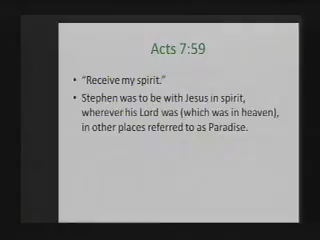 Acts 7:59
• “Receive my spirit.”
• Stephen was to be with Jesus in spirit,
wherever his Lord was (which was in heaven),
in other places referred to as Paradise.